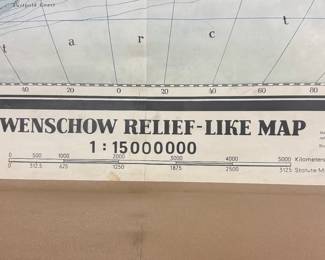 t a r c t
40 20 0 20 40 60 80
WENSCHOW RELIEF-LIKE MAP
1 : 15000000
0 500 1000 2000 3000 4000 5000 Kilometers
0 312.5 625 1250 1875 2500 3125 Statute-M